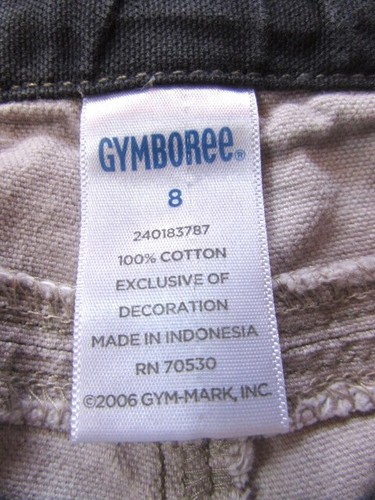 GYMBOREE®
8
240183787
100% COTTON
EXCLUSIVE OF
DECORATION
MADE IN INDONESIA
RN 70530
©2006 GYM-MARK, INC.